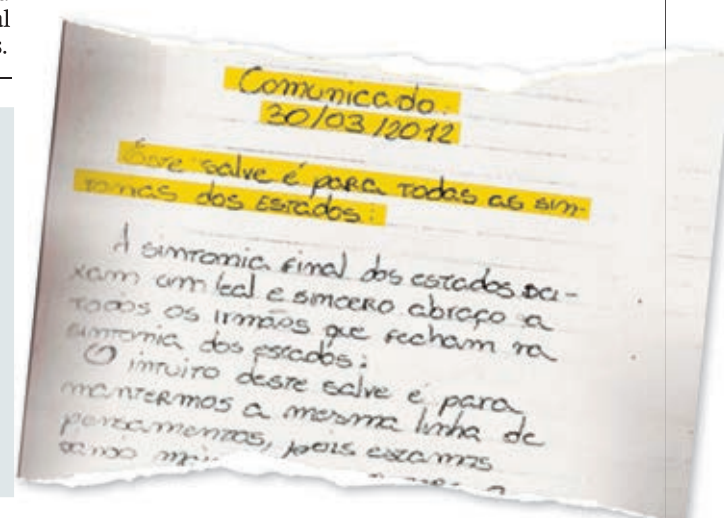 al
s.
Comunicado.
30/03/2012
Este salve é para todas as sin-
tonias dos Estados:
A sintonia final dos estados dei-
xam um leal e sincero abraço a
todos os irmãos que fecham na
sintonia dos estados:
O intuito deste salve é para
mantermos a mesma linha de
pensamentos, pois estamos